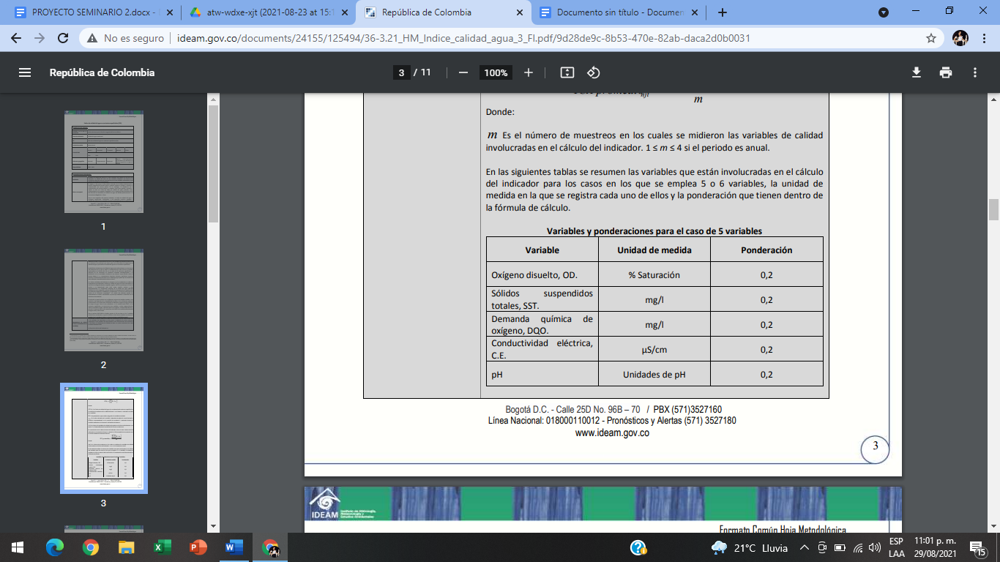 PROYECTO SEMINARIO 2.docx -
atw-wdxe-xjt (2021-08-23 at 15:1
República de Colombia
Documento sin título - Documen
No es seguro
ideam.gov.co/documents/24155/125494/36-3.21_HM_Indice_calidad_agua_3_FI.pdf/9d28de9c-8b53-470e-82ab-daca2d0b0031
República de Colombia
3 / 11
100%
m
Donde:
m Es el número de muestreos en los cuales se midieron las variables de calidad
involucradas en el cálculo del indicador. 1 ≤ m ≤ 4 si el periodo es anual.
En las siguientes tablas se resumen las variables que están involucradas en el cálculo
del indicador para los casos en los que se emplea 5 o 6 variables, la unidad de
medida en la que se registra cada uno de ellos y la ponderación que tienen dentro de
la fórmula de cálculo.
Variables y ponderaciones para el caso de 5 variables
Variable Unidad de medida Ponderación
Oxígeno disuelto, OD. % Saturación 0,2
Sólidos suspendidos
totales, SST. mg/l 0,2
Demanda química de
oxígeno, DQO. mg/l 0,2
Conductividad eléctrica,
C.E. µS/cm 0,2
pH Unidades de pH 0,2
Bogotá D.C. - Calle 25D No. 96B – 70 / PBX (571)3527160
Línea Nacional: 018000110012 - Pronósticos y Alertas (571) 3527180
www.ideam.gov.co
3
IDEAM
Instituto de Hidrología,
Meteorología y
Estudios Ambientales
Formato Común Hoja Metodológica
1
2
3
21°C Lluvia
ESP
LAA
11:01 p. m.
29/08/2021
15